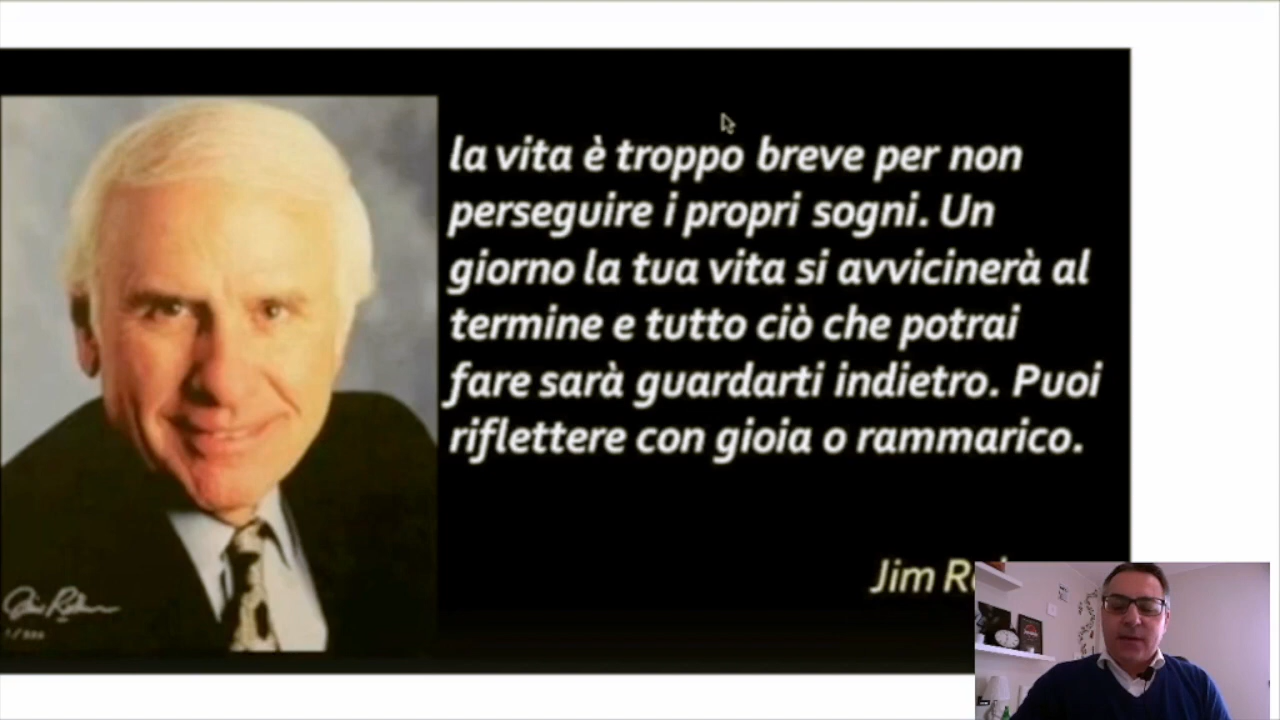 la vita è troppo breve per non
perseguire i propri sogni. Un
giorno la tua vita si avvicinerà al
termine e tutto ciò che potrai
fare sarà guardarti indietro. Puoi
riflettere con gioia o rammarico.
Jim